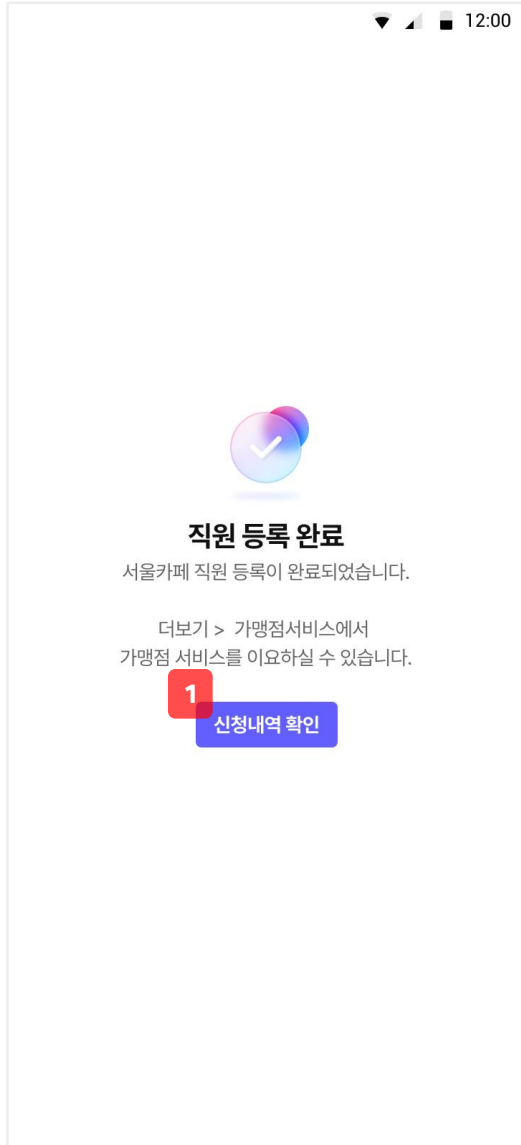 12:00
직원 등록 완료
서울카페 직원 등록이 완료되었습니다.
더보기 > 가맹점서비스에서
가맹점 서비스를 이요하실 수 있습니다.
1
신청내역 확인